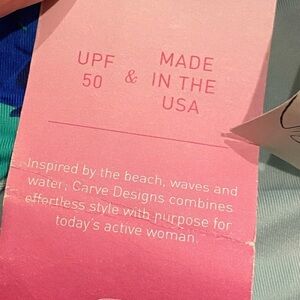 UPF 50 & MADE IN THE USA
Inspired by the beach, waves and
water, Carve Designs combines
effortless style with purpose for
today's active woman.